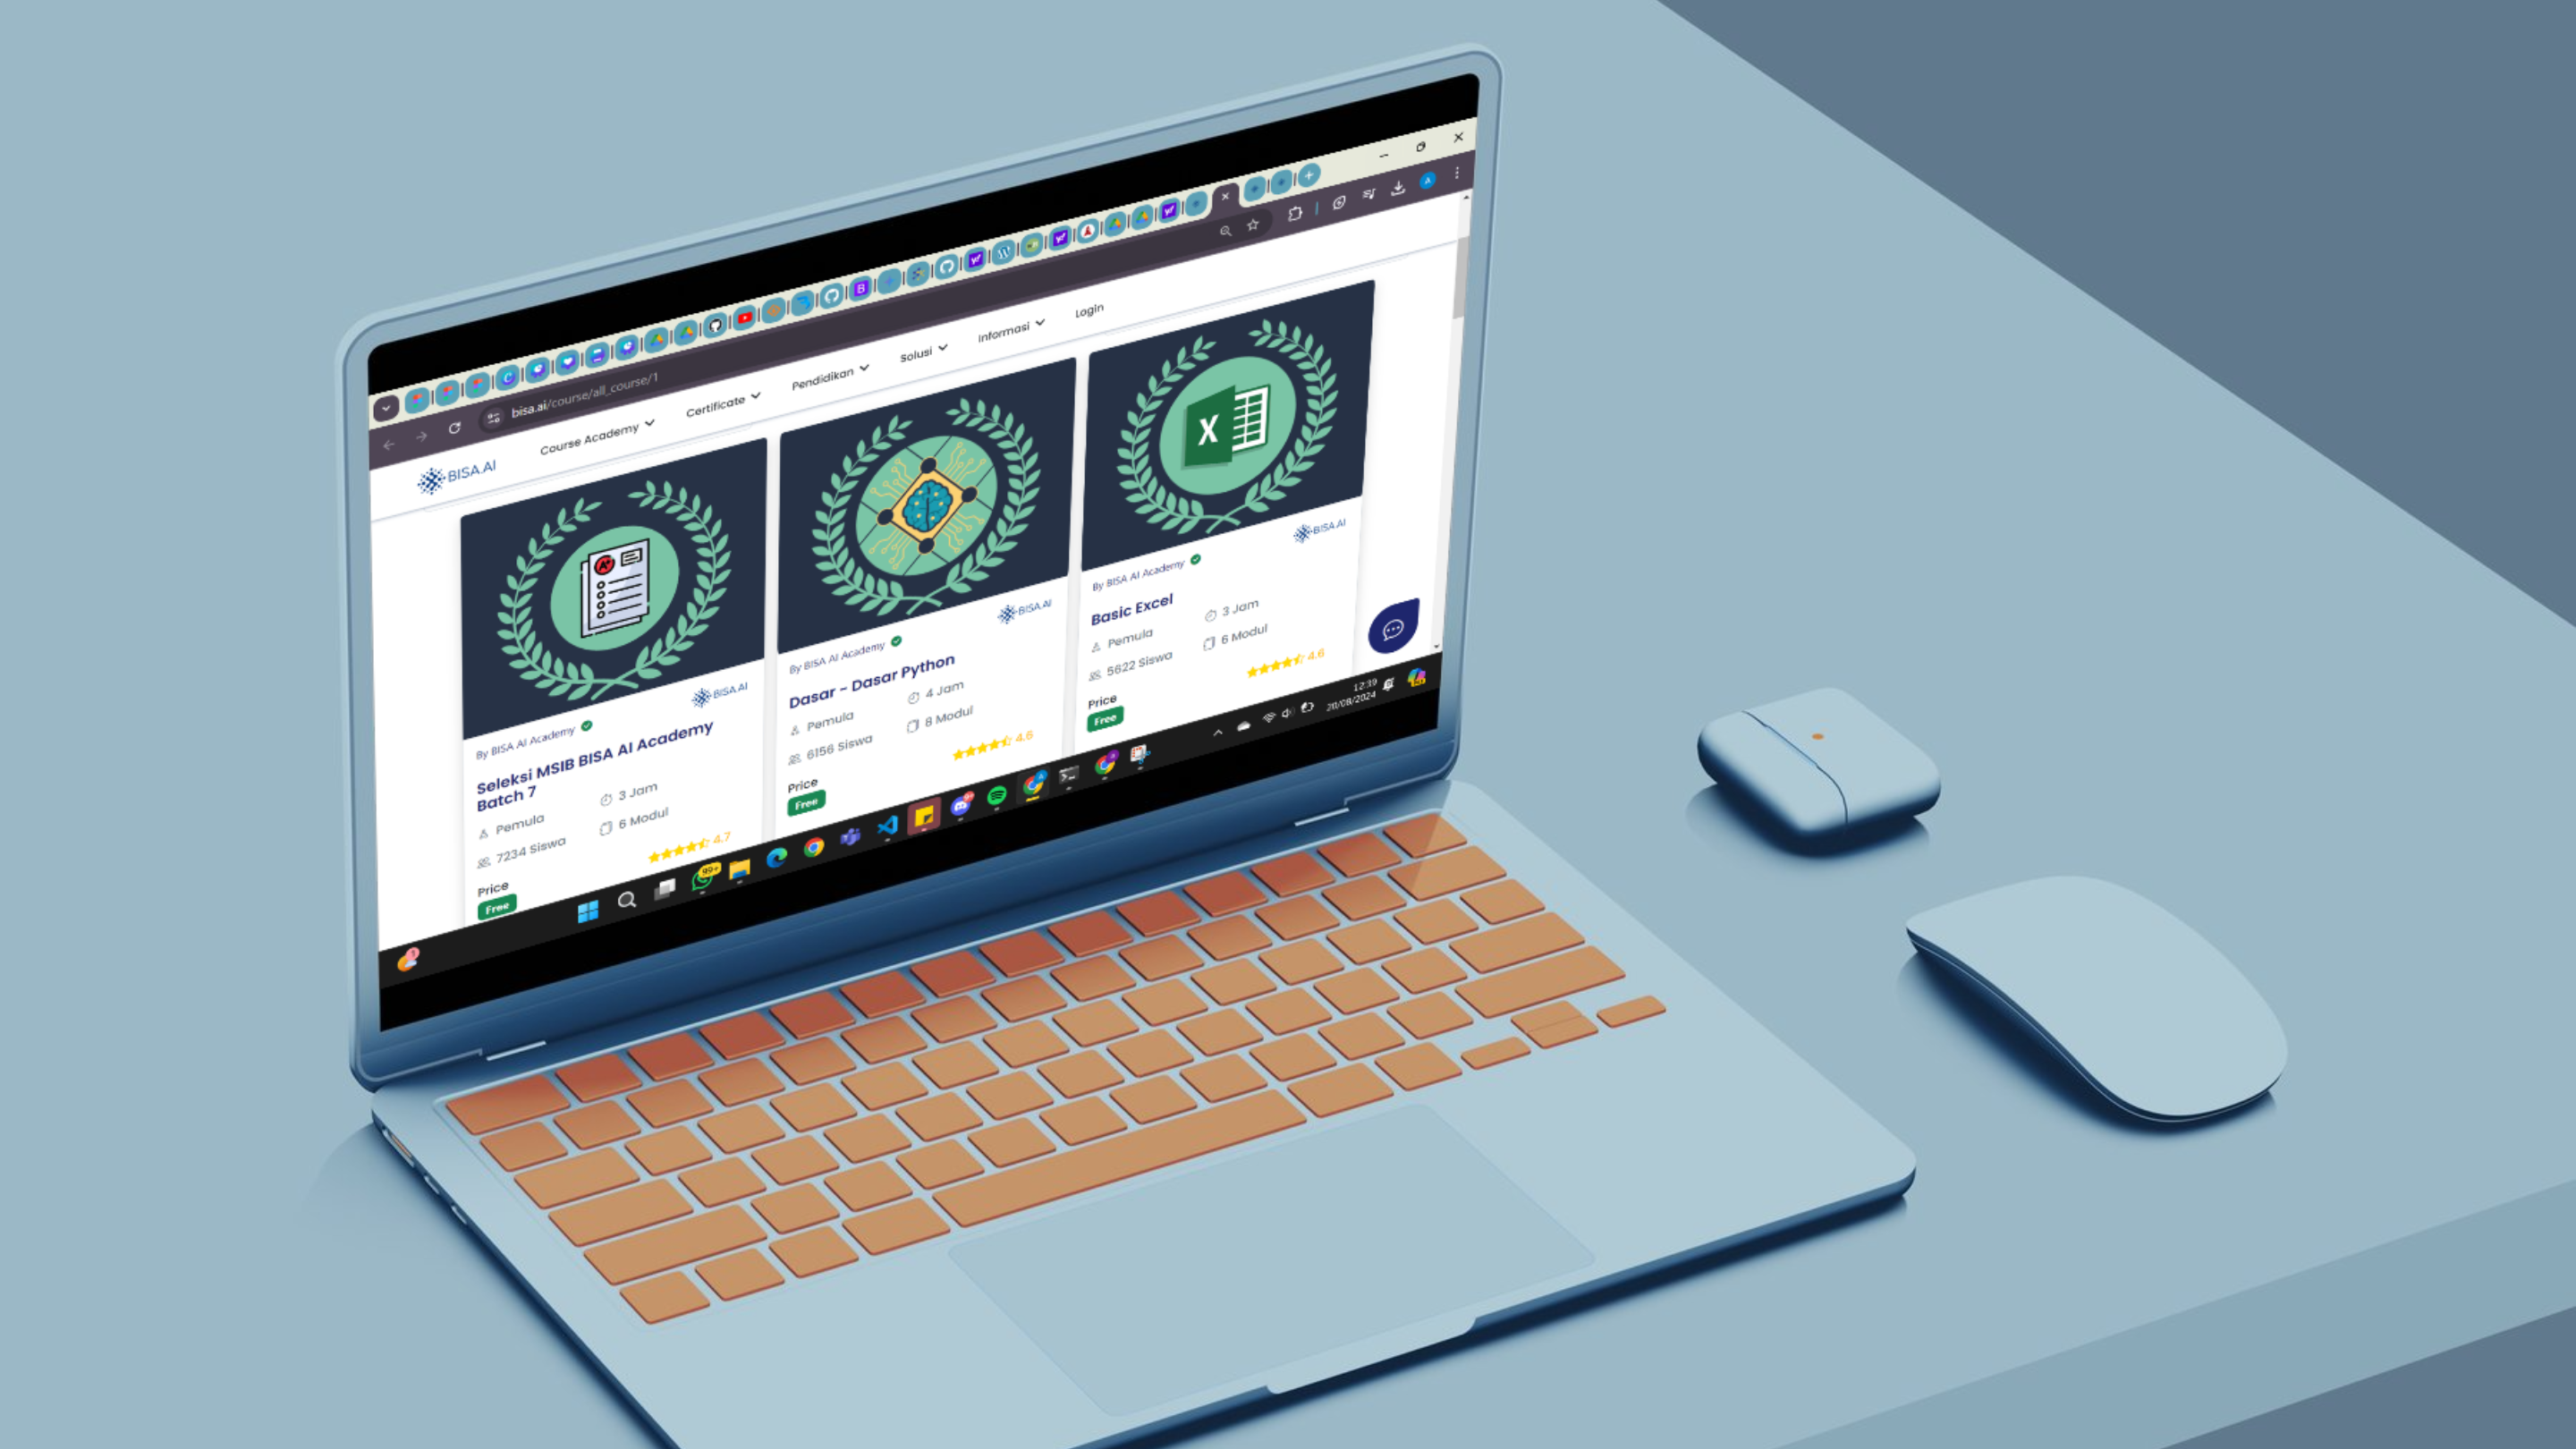 bisa.ai/course/all_course/1
BISA.AI
Course Academy
Certificate
Pendidikan
Solusi
Informasi
Login
BISA.AI
By BISA AI Academy
Seleksi MSIB BISA AI Academy
Batch 7
Pemula
3 Jam
7234 Siswa
6 Modul
4.7
Price
Free
BISA.AI
By BISA AI Academy
Dasar - Dasar Python
Pemula
4 Jam
6156 Siswa
8 Modul
4.6
Price
Free
BISA.AI
By BISA AI Academy
Basic Excel
Pemula
3 Jam
5622 Siswa
6 Modul
4.6
Price
Free
99+
12:39
20/08/2024